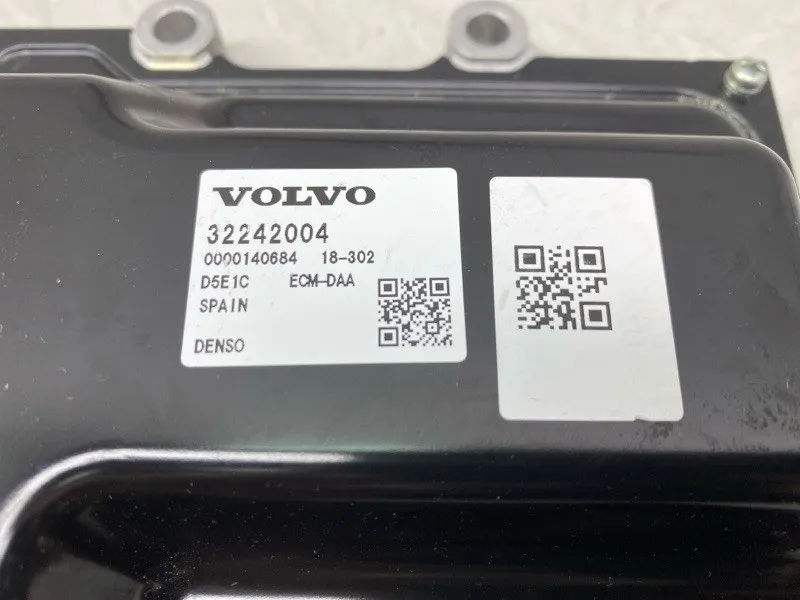 VOLVO
32242004
0000140684 18-302
D5E1C ECM-DAA
SPAIN
DENSO